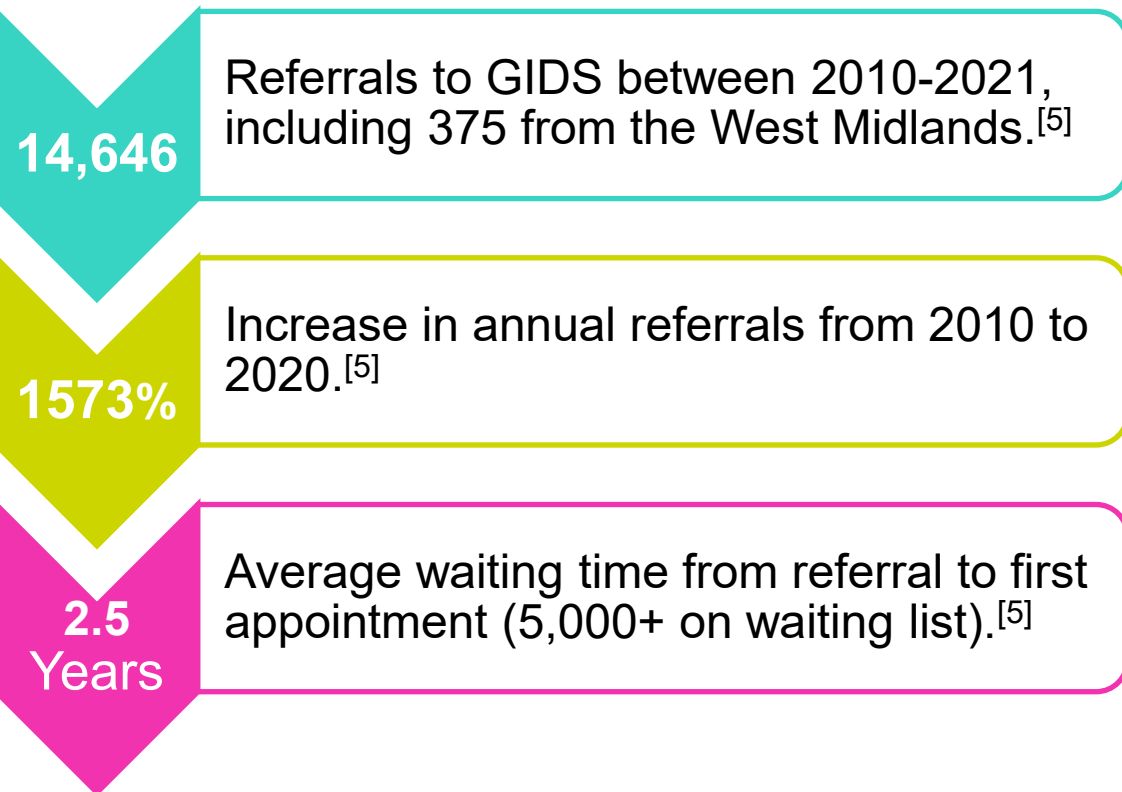 14,646
Referrals to GIDS between 2010-2021,
including 375 from the West Midlands.[5]
1573%
Increase in annual referrals from 2010 to
2020.[5]
2.5
Years
Average waiting time from referral to first
appointment (5,000+ on waiting list).[5]